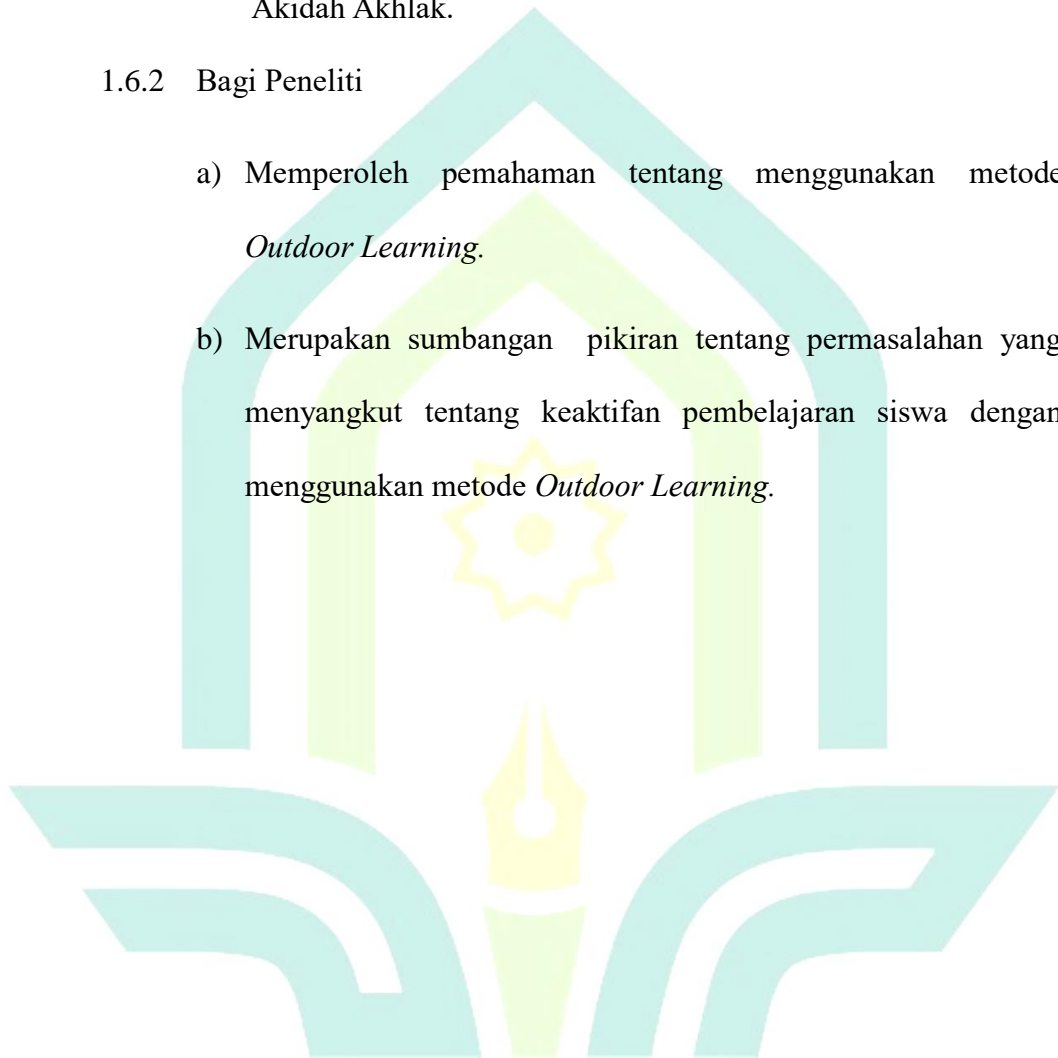 Akidah Akhlak.
1.6.2 Bagi Peneliti
a) Memperoleh pemahaman tentang menggunakan metode
Outdoor Learning.
b) Merupakan sumbangan pikiran tentang permasalahan yang
menyangkut tentang keaktifan pembelajaran siswa dengan
menggunakan metode Outdoor Learning.